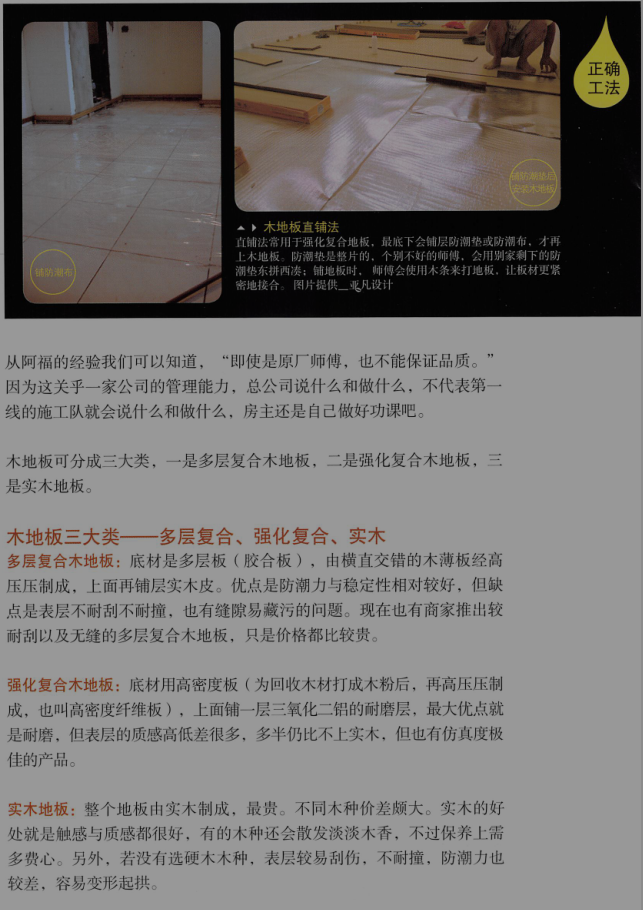 正确
工法
铺防潮布
铺防潮垫后
安装木地板
木地板直铺法
直铺法常用于强化复合地板，最底下会铺层防潮垫或防潮布，才再
上木地板。防潮垫是整片的，个别不好的师傅，会用别家剩下的防
潮垫东拼西凑；铺地板时， 师傅会使用木条来打地板，让板材更紧
密地接合。 图片提供__亚凡设计
从阿福的经验我们可以知道，“即使是原厂师傅，也不能保证品质。”
因为这关乎一家公司的管理能力，总公司说什么和做什么，不代表第一
线的施工队就会说什么和做什么，房主还是自己做好功课吧。
木地板可分成三大类，一是多层复合木地板，二是强化复合木地板，三
是实木地板。
木地板三大类——多层复合、强化复合、实木
多层复合木地板：底材是多层板（胶合板），由横直交错的木薄板经高
压压制成，上面再铺层实木皮。优点是防潮力与稳定性相对较好，但缺
点是表层不耐刮不耐撞，也有缝隙易藏污的问题。现在也有商家推出较
耐刮以及无缝的多层复合木地板，只是价格都比较贵。
强化复合木地板：底材用高密度板（为回收木材打成木粉后，再高压压制
成，也叫高密度纤维板），上面铺一层三氧化二铝的耐磨层，最大优点就
是耐磨，但表层的质感高低差很多，多半仍比不上实木，但也有仿真度极
佳的产品。
实木地板：整个地板由实木制成，最贵。不同木种价差颇大。实木的好
处就是触感与质感都很好，有的木种还会散发淡淡木香，不过保养上需
多费心。另外，若没有选硬木木种，表层较易刮伤，不耐撞，防潮力也
较差，容易变形起拱。